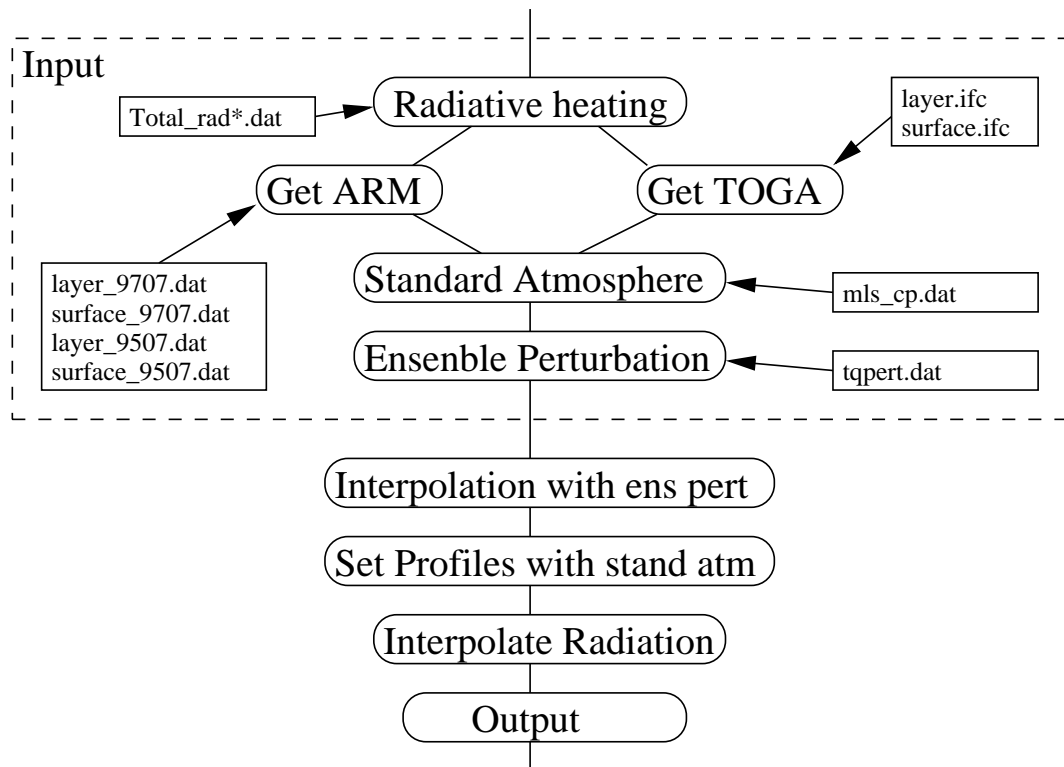 Input
Radiative heating
Total_rad*.dat
layer.ifc
surface.ifc
Get ARM
Get TOGA
layer_9707.dat
surface_9707.dat
layer_9507.dat
surface_9507.dat
Standard Atmosphere
mls_cp.dat
Ensenble Perturbation
tqpert.dat
Interpolation with ens pert
Set Profiles with stand atm
Interpolate Radiation
Output